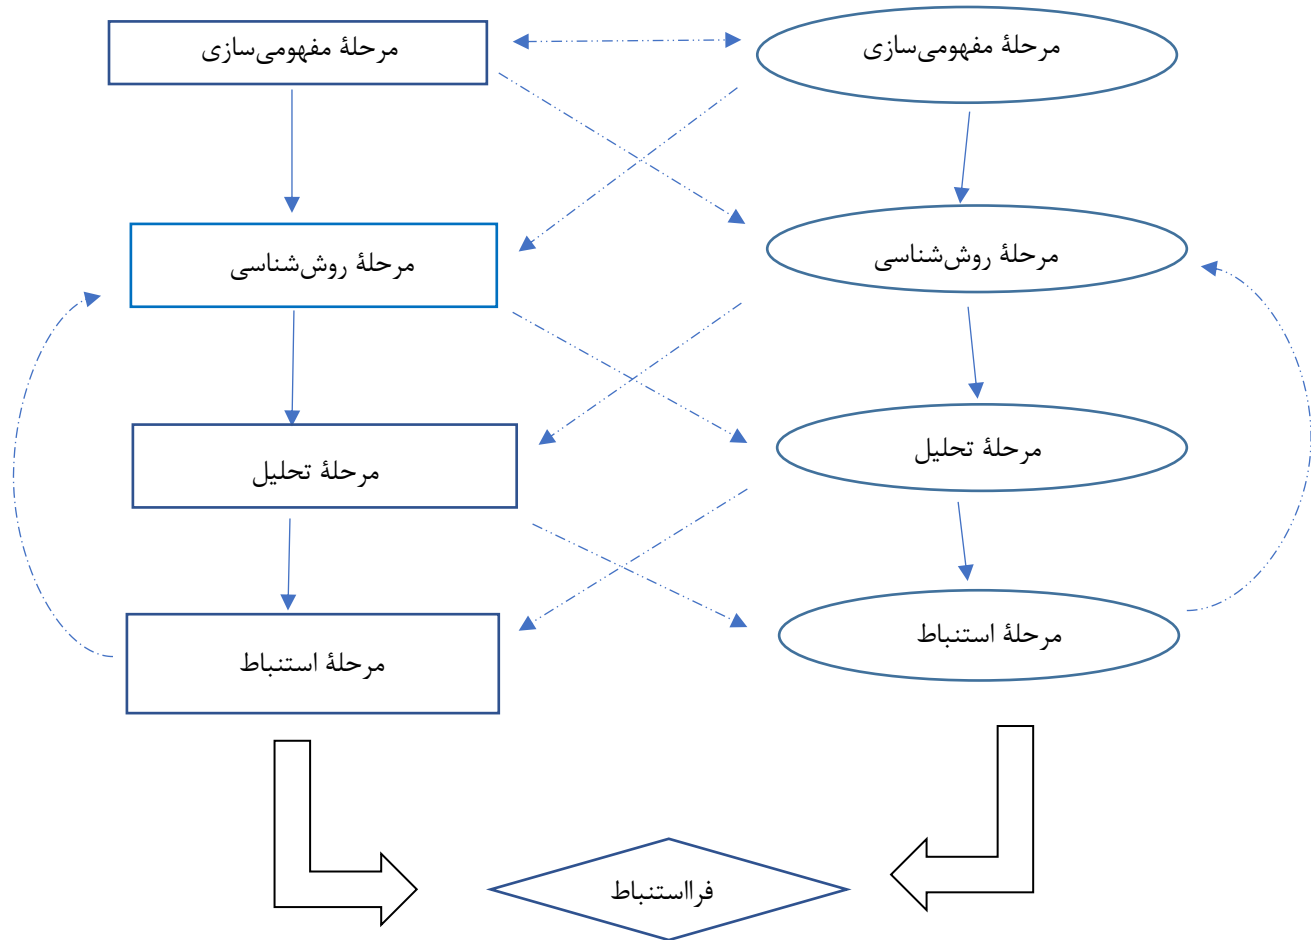 مرحلهٔ مفهومی‌سازی
مرحلهٔ مفهومی‌سازی
مرحلهٔ روش‌شناسی
مرحلهٔ روش‌شناسی
مرحلهٔ تحلیل
مرحلهٔ تحلیل
مرحلهٔ استنباط
مرحلهٔ استنباط
فرااستنباط